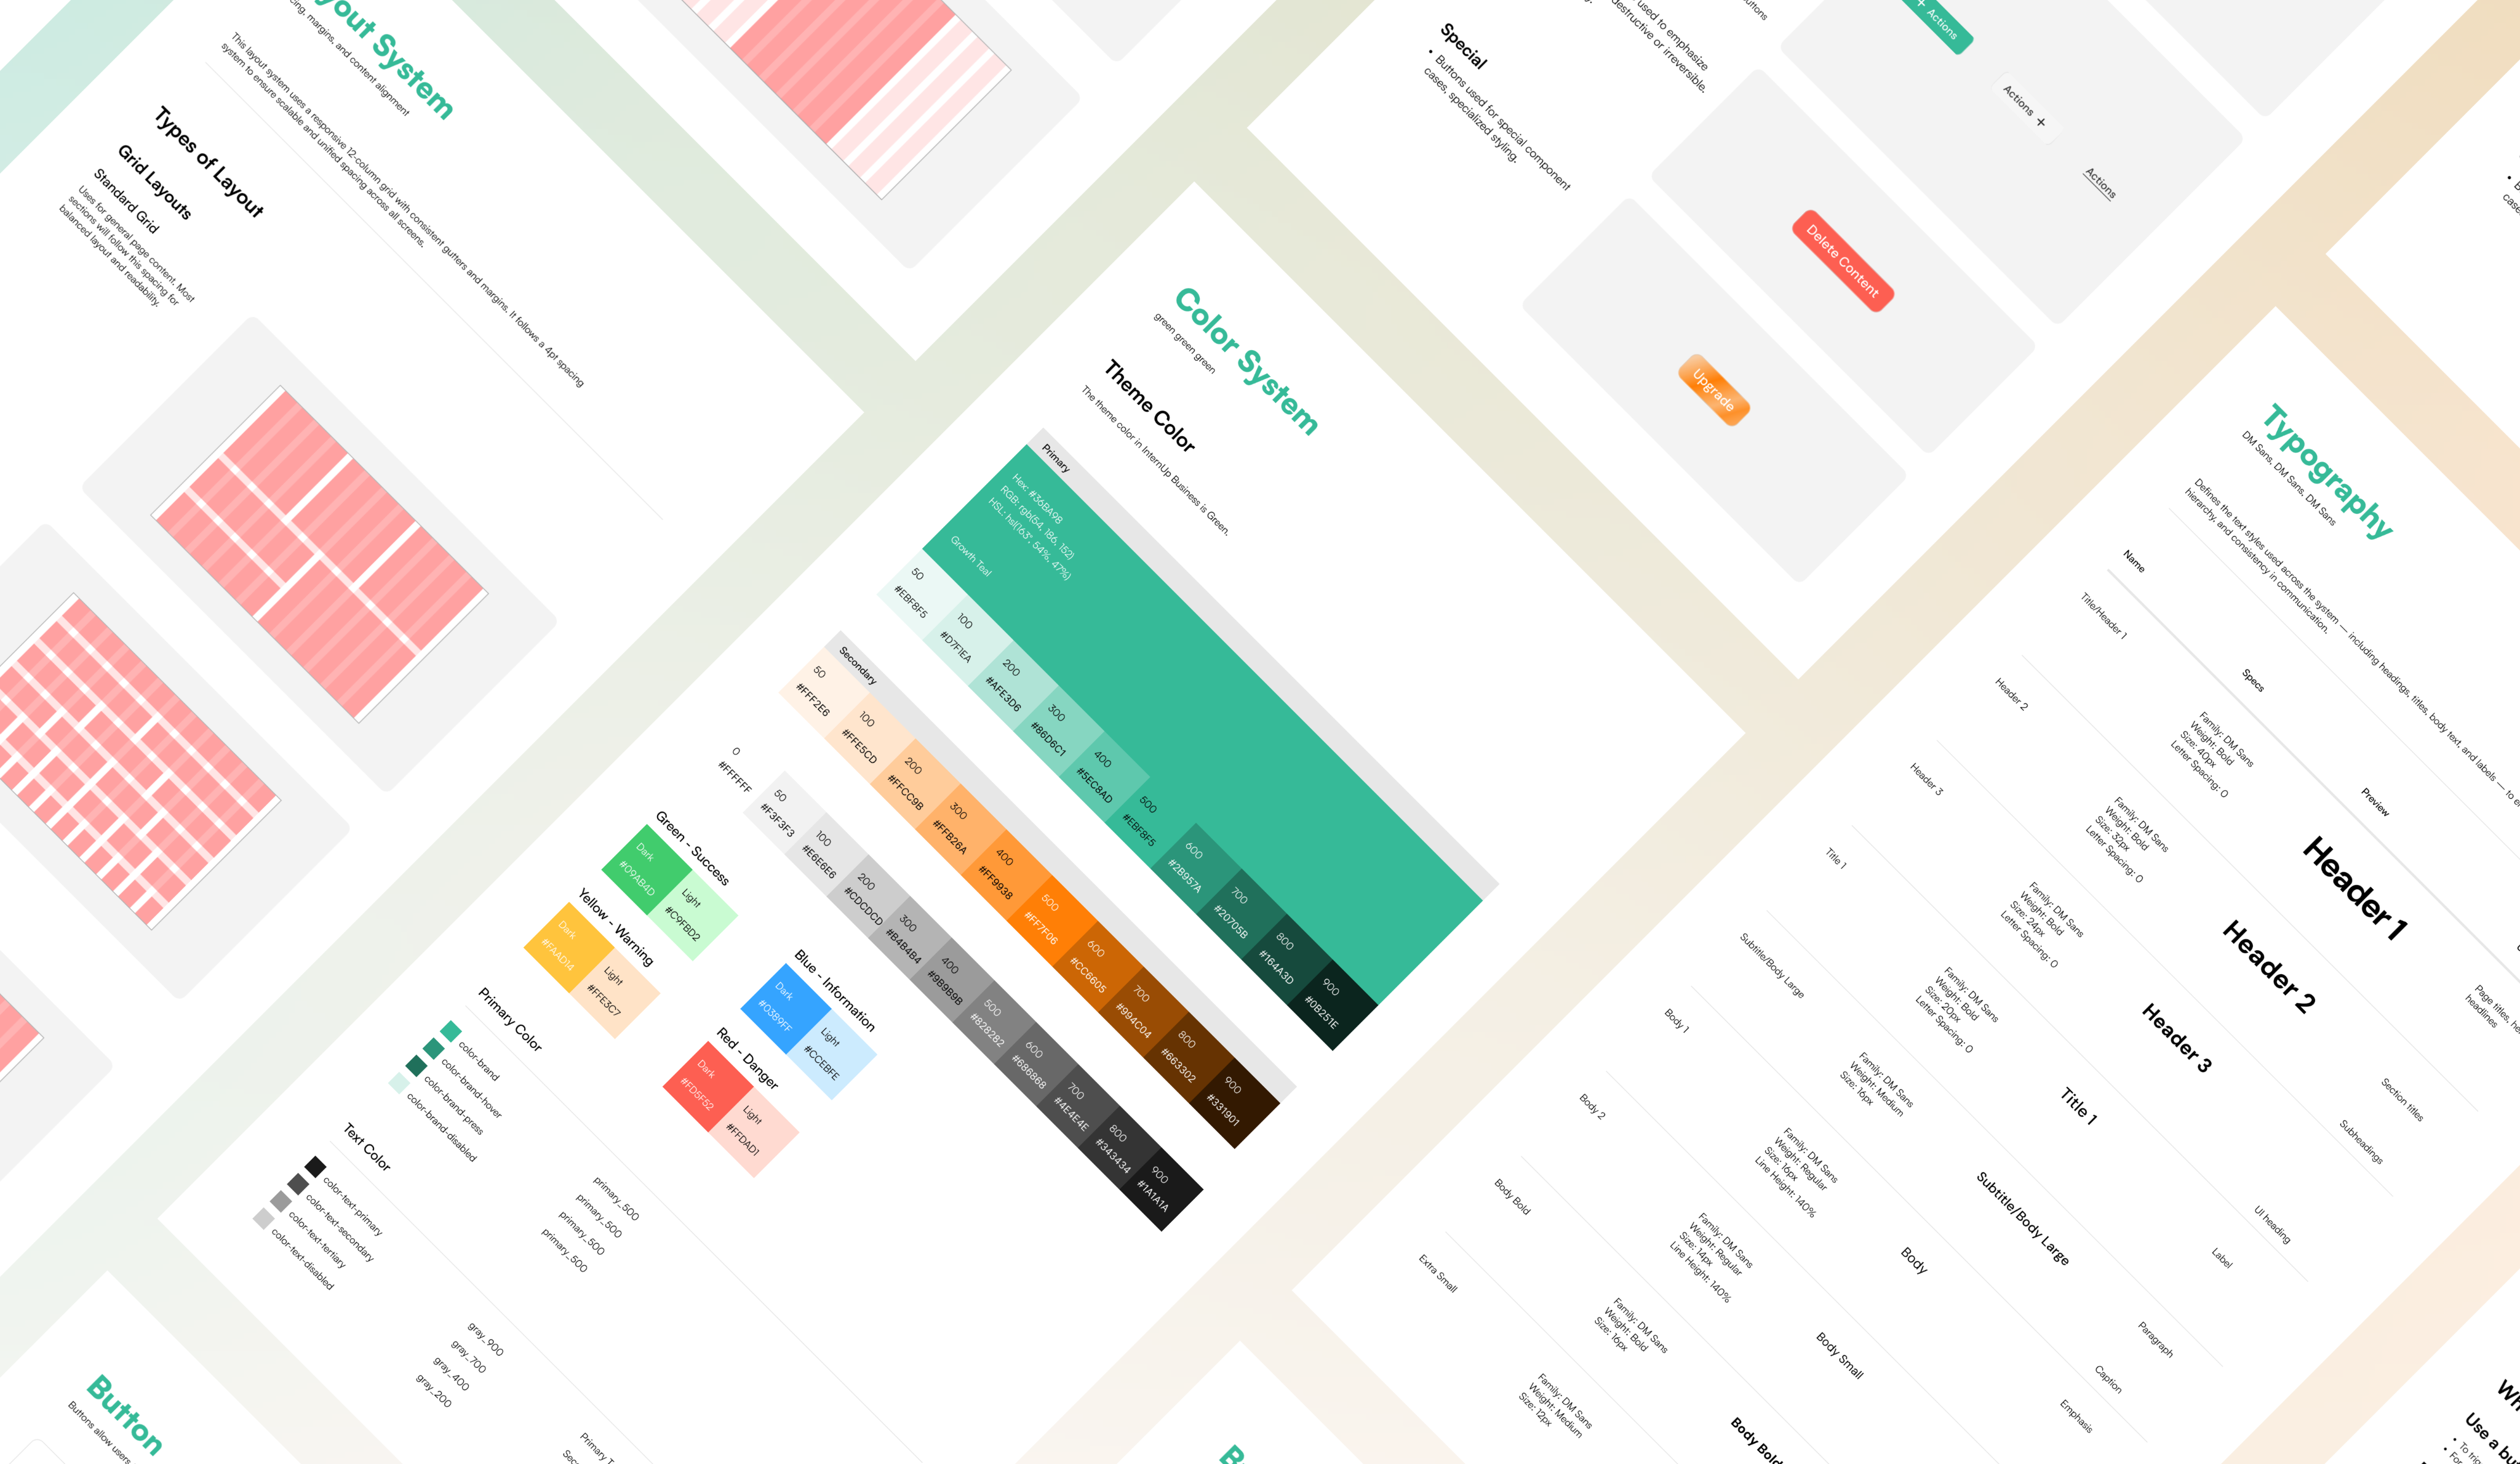 Layout System
margins, and content alignment
This layout system uses a responsive 12-column grid with consistent gutters and margins. It follows a 4pt spacing
system to ensure scalable and unified spacing across all screens.
Types of Layout
Grid Layouts
Standard Grid
Uses for general page content. Most
sections will follow this spacing for
balanced layout and readability.
Button
Buttons allow users
Color System
green green green
Theme Color
The theme color in InternUp Business is Green.
Primary
Hex: #36BA98
RGB: rgb(54, 186, 152)
HSL: hsl(163°, 54%, 47%)
Growth Teal
50
#EBF8F5
100
#D7F1EA
200
#AFE3D6
300
#86D6C1
400
#5EC8AD
500
#EBF8F5
600
#2B957A
700
#20705B
800
#164A3D
900
#0B251E
Secondary
50
#FFF2E6
100
#FFE5CD
200
#FFCC9B
300
#FFB26A
400
#FF9938
500
#FF7F06
600
#CC6605
700
#994C04
800
#663302
900
#331901
0
#FFFFFF
50
#F3F3F3
100
#E6E6E6
200
#CDCDCD
300
#B4B4B4
400
#9B9B9B
500
#828282
600
#686868
700
#4E4E4E
800
#343434
900
#1A1A1A
Green - Success
Dark
#09AB4D
Light
#C9FBD2
Blue - Information
Dark
#0389FF
Light
#CCEBFE
Yellow - Warning
Dark
#FAAD14
Light
#FFE3C7
Red - Danger
Dark
#FD5F52
Light
#FFDAD1
Primary Color
color-brand
primary_500
color-brand-hover
primary_500
color-brand-press
primary_500
color-brand-disabled
primary_500
Text Color
color-text-primary
gray_900
color-text-secondary
gray_700
color-text-tertiary
gray_400
color-text-disabled
gray_200
used to emphasize
destructive or irreversible.
Special
• Buttons used for special component
cases, specialized styling.
+ Actions
Actions +
Actions
Delete Content
Upgrade
Typography
DM Sans, DM Sans, DM Sans
Defines the text styles used across the system — including headings, titles, body text, and labels — to
hierarchy, and consistency in communication.
Name
Specs
Preview
Title/Header 1
Family: DM Sans
Weight: Bold
Size: 40px
Letter Spacing: 0
Header 1
Page titles,
headlines
Header 2
Family: DM Sans
Weight: Bold
Size: 32px
Letter Spacing: 0
Header 2
Section titles
Header 3
Family: DM Sans
Weight: Bold
Size: 24px
Letter Spacing: 0
Header 3
Subheadings
Title 1
Family: DM Sans
Weight: Bold
Size: 20px
Letter Spacing: 0
Title 1
UI heading
Subtitle/Body Large
Family: DM Sans
Weight: Medium
Size: 16px
Subtitle/Body Large
Label
Body 1
Family: DM Sans
Weight: Regular
Size: 16px
Line Height: 140%
Body
Paragraph
Body 2
Family: DM Sans
Weight: Regular
Size: 14px
Line Height: 140%
Body Small
Caption
Body Bold
Family: DM Sans
Weight: Bold
Size: 16px
Body Bold
Emphasis
Extra Small
Family: DM Sans
Weight: Medium
Size: 12px
Use a